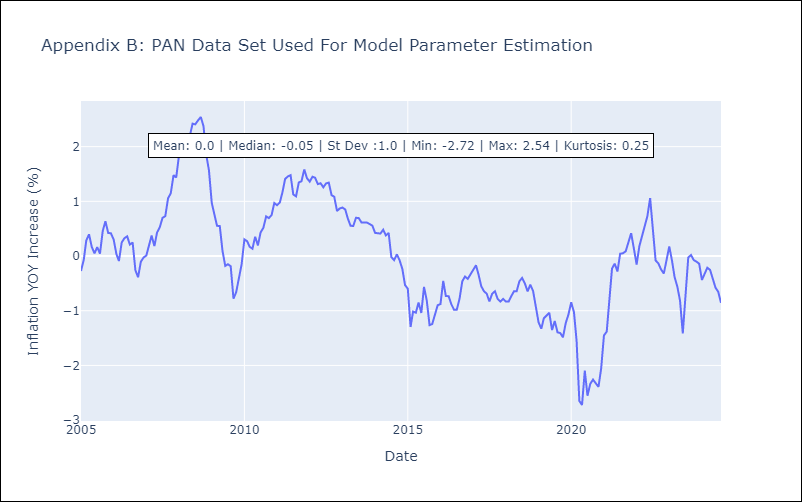 Appendix B: PAN Data Set Used For Model Parameter Estimation
Mean: 0.0 | Median: -0.05 | St Dev :1.0 | Min: -2.72 | Max: 2.54 | Kurtosis: 0.25
Inflation YOY Increase (%)
2
1
0
−1
−2
−3
2005
2010
2015
2020
Date